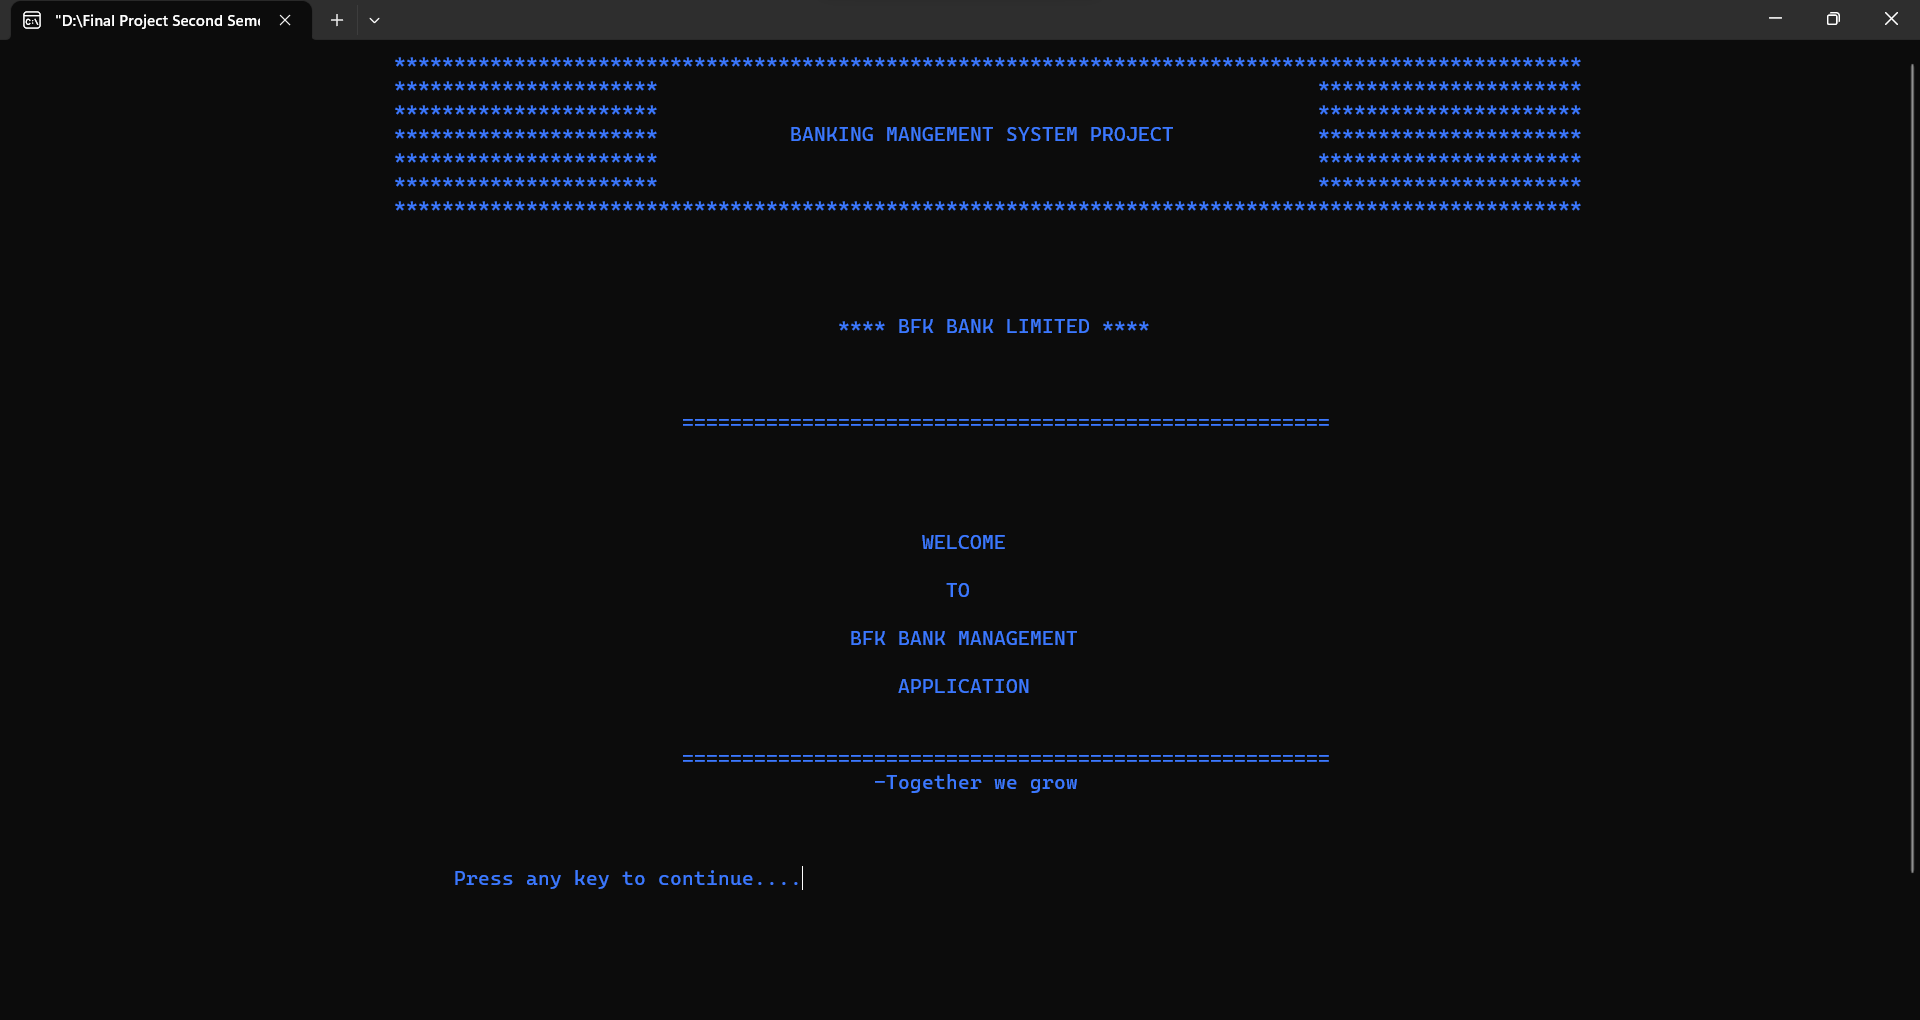 "D:\Final Project Second Sem
***************************************************************************************************
********************** **********************
********************** **********************
********************** BANKING MANGEMENT SYSTEM PROJECT **********************
********************** **********************
********************** **********************
***************************************************************************************************
**** BFK BANK LIMITED ****
======================================================
WELCOME
TO
BFK BANK MANAGEMENT
APPLICATION
======================================================
-Together we grow
Press any key to continue....